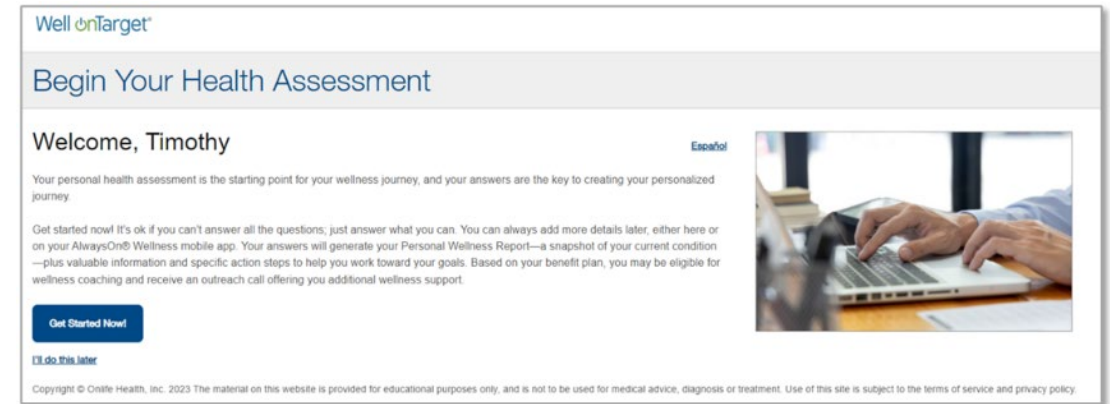 Well onTarget®
Begin Your Health Assessment
Welcome, Timothy
Español
Your personal health assessment is the starting point for your wellness journey, and your answers are the key to creating your personalized
journey.
Get started now! It's ok if you can't answer all the questions; just answer what you can. You can always add more details later, either here or
on your AlwaysOn® Wellness mobile app. Your answers will generate your Personal Wellness Report—a snapshot of your current condition
—plus valuable information and specific action steps to help you work toward your goals. Based on your benefit plan, you may be eligible for
wellness coaching and receive an outreach call offering you additional wellness support.
Get Started Now!
I'll do this later
Copyright © Onlife Health, Inc. 2023 The material on this website is provided for educational purposes only, and is not to be used for medical advice, diagnosis or treatment. Use of this site is subject to the terms of service and privacy policy.